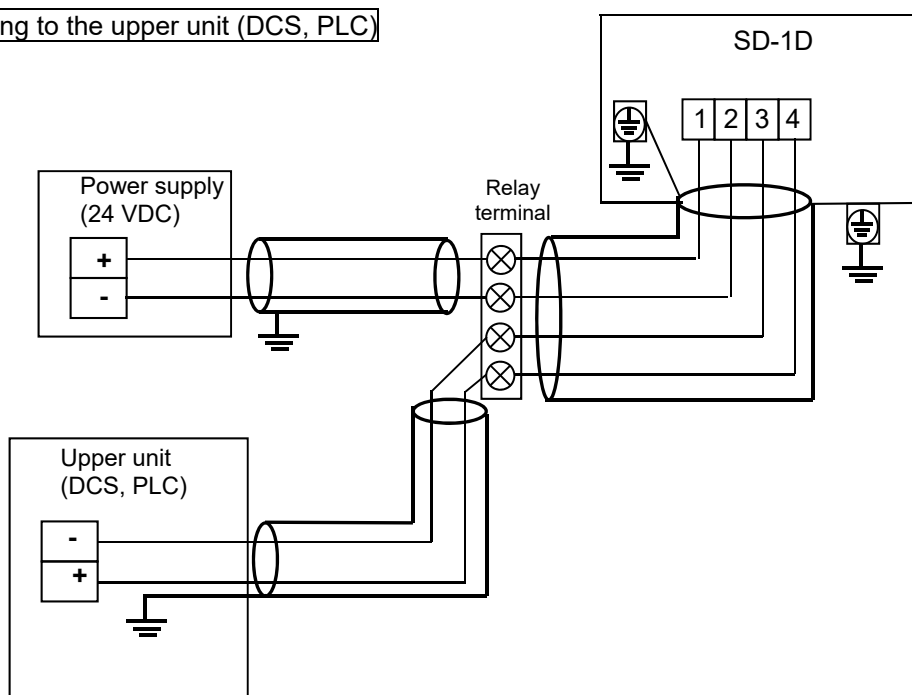 ng to the upper unit (DCS, PLC)
SD-1D
1 2 3 4
Power supply
(24 VDC)
+
-
Relay
terminal
Upper unit
(DCS, PLC)
-
+